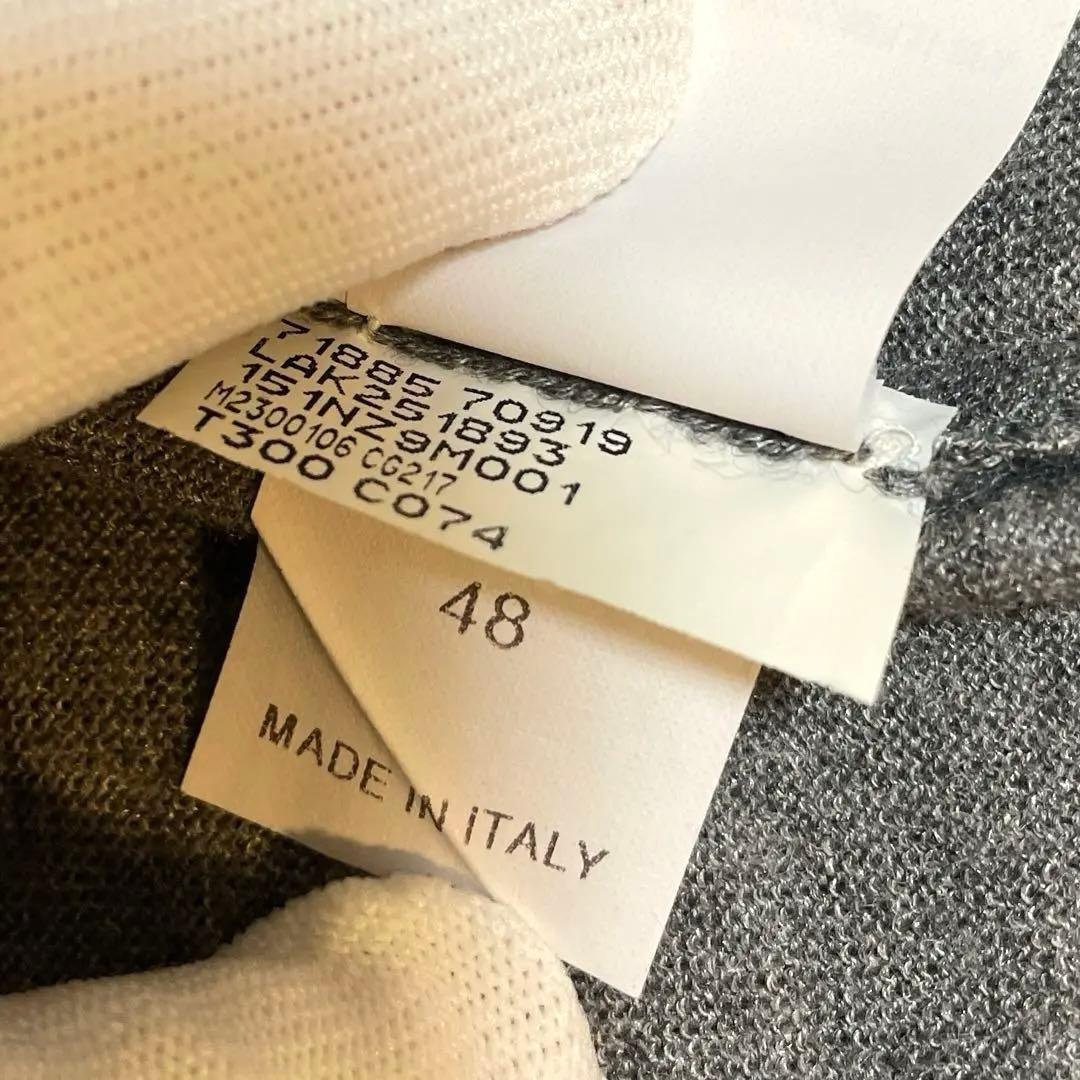 71885 70919
LAK251893
151NZ9M001
M2300106 CG217
T300 C074
48
MADE IN ITALY